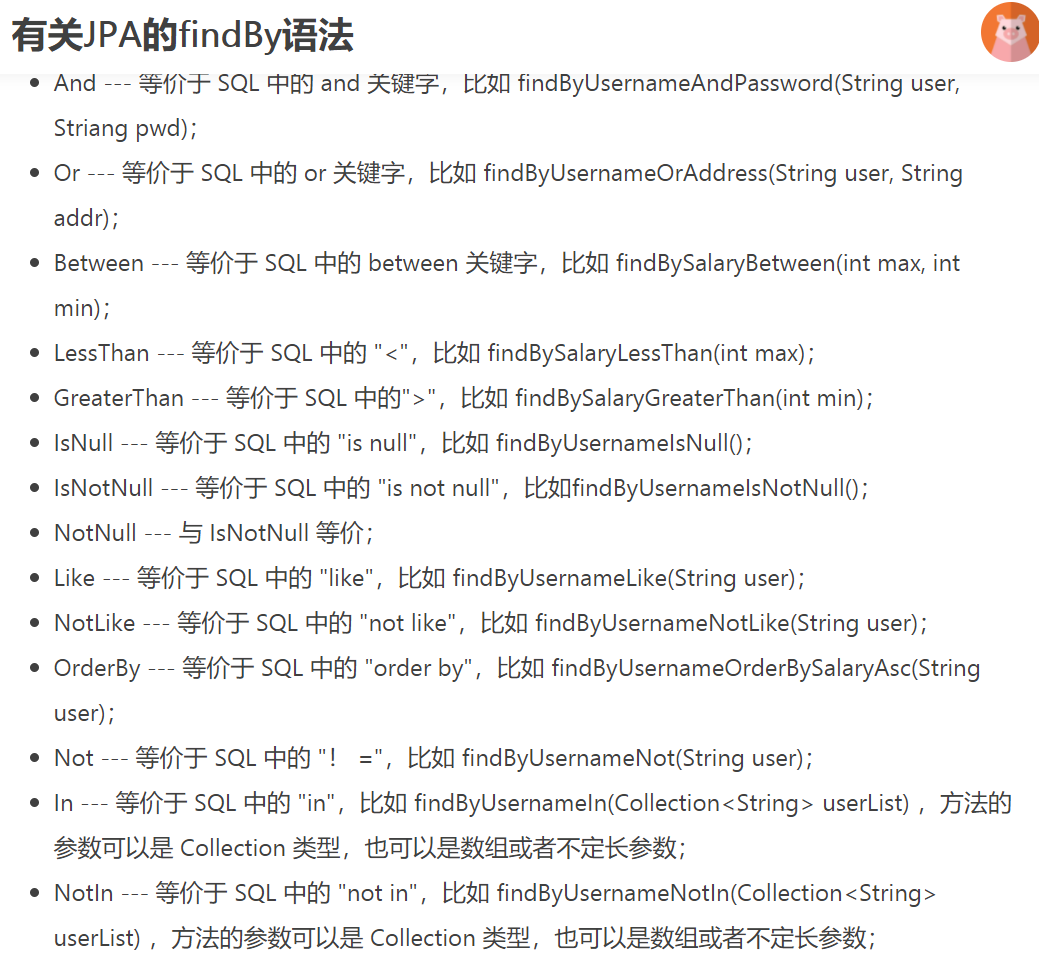 有关JPA的findBy语法
And --- 等价于 SQL 中的 and 关键字，比如 findByUsernameAndPassword(String user,
Striang pwd)；
Or --- 等价于 SQL 中的 or 关键字，比如 findByUsernameOrAddress(String user, String
addr)；
Between --- 等价于 SQL 中的 between 关键字，比如 findBySalaryBetween(int max, int
min)；
LessThan --- 等价于 SQL 中的 "<"，比如 findBySalaryLessThan(int max)；
GreaterThan --- 等价于 SQL 中的">"，比如 findBySalaryGreaterThan(int min)；
IsNull --- 等价于 SQL 中的 "is null"，比如 findByUsernameIsNull()；
IsNotNull --- 等价于 SQL 中的 "is not null"，比如findByUsernameIsNotNull()；
NotNull --- 与 IsNotNull 等价；
Like --- 等价于 SQL 中的 "like"，比如 findByUsernameLike(String user)；
NotLike --- 等价于 SQL 中的 "not like"，比如 findByUsernameNotLike(String user)；
OrderBy --- 等价于 SQL 中的 "order by"，比如 findByUsernameOrderBySalaryAsc(String
user)；
Not --- 等价于 SQL 中的 "！ ="，比如 findByUsernameNot(String user)；
In --- 等价于 SQL 中的 "in"，比如 findByUsernameIn(Collection<String> userList) ，方法的
参数可以是 Collection 类型，也可以是数组或者不定长参数；
NotIn --- 等价于 SQL 中的 "not in"，比如 findByUsernameNotIn(Collection<String>
userList) ，方法的参数可以是 Collection 类型，也可以是数组或者不定长参数；